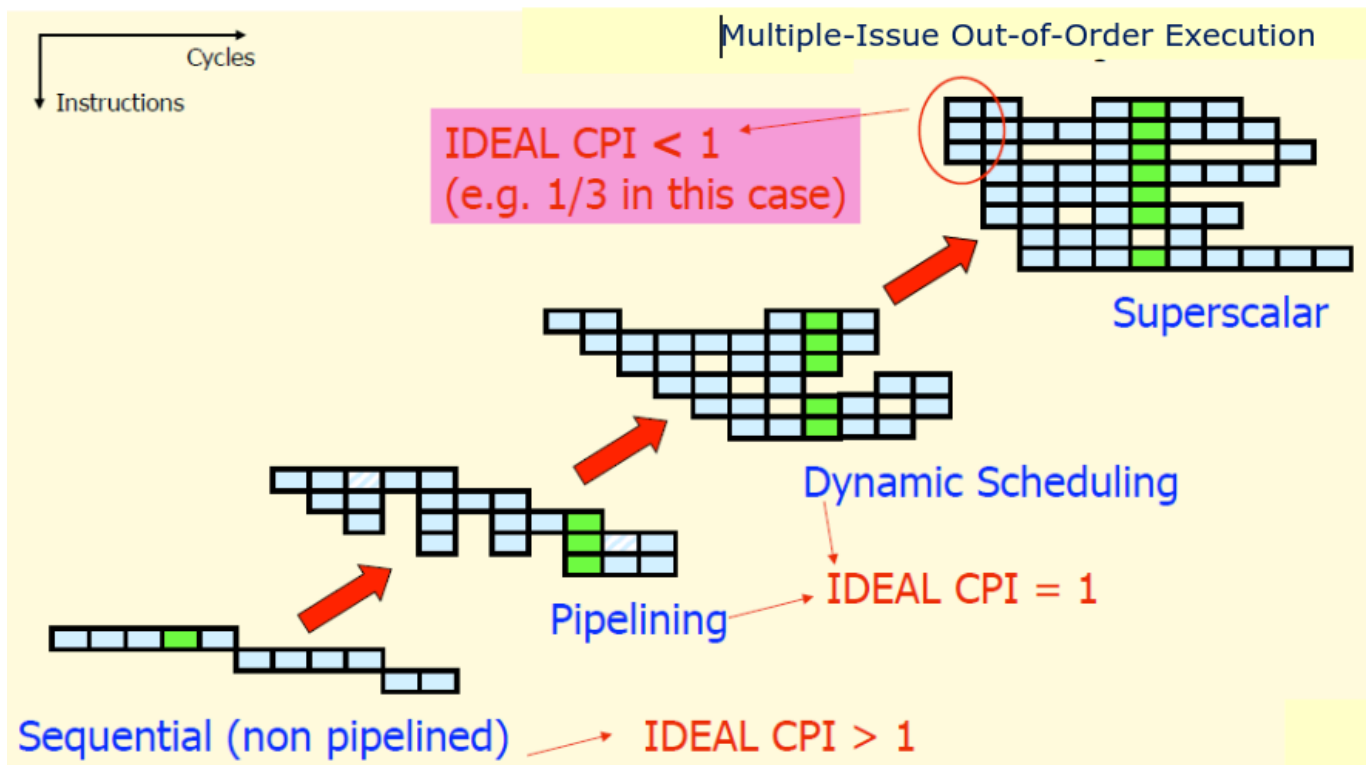 Multiple-Issue Out-of-Order Execution
Cycles
Instructions
IDEAL CPI < 1
(e.g. 1/3 in this case)
Superscalar
Dynamic Scheduling
IDEAL CPI = 1
Pipelining
Sequential (non pipelined)
IDEAL CPI > 1